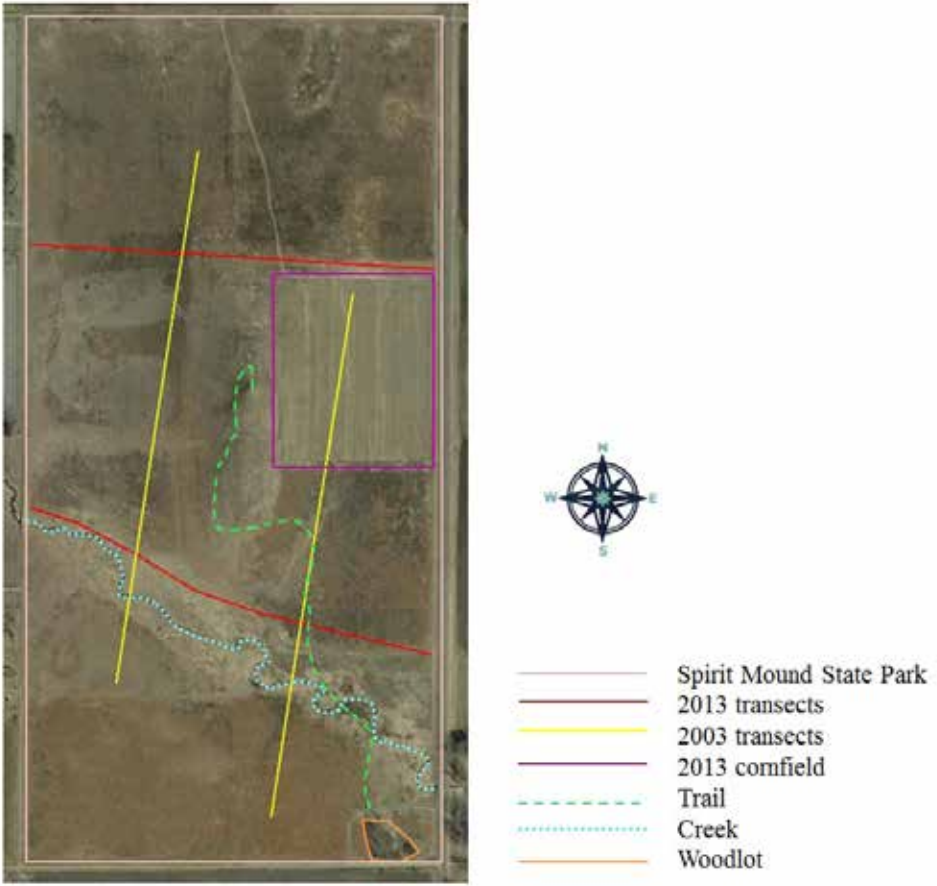 N
W E
S
Spirit Mound State Park
2013 transects
2003 transects
2013 cornfield
Trail
Creek
Woodlot